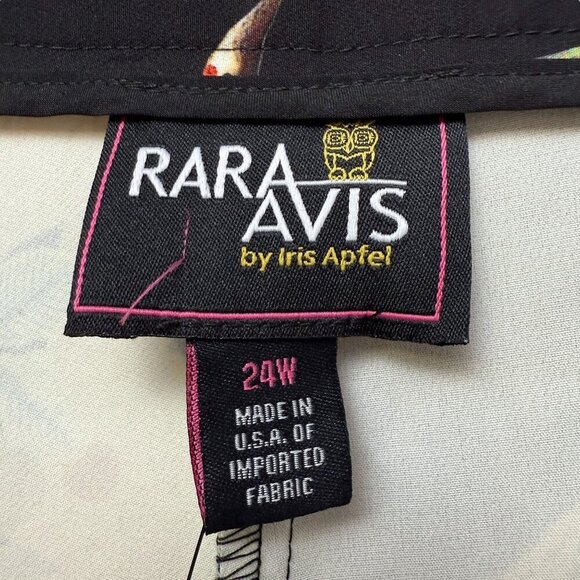 RARA
AVIS
by Iris Apfel
24W
MADE IN
U.S.A. OF
IMPORTED
FABRIC